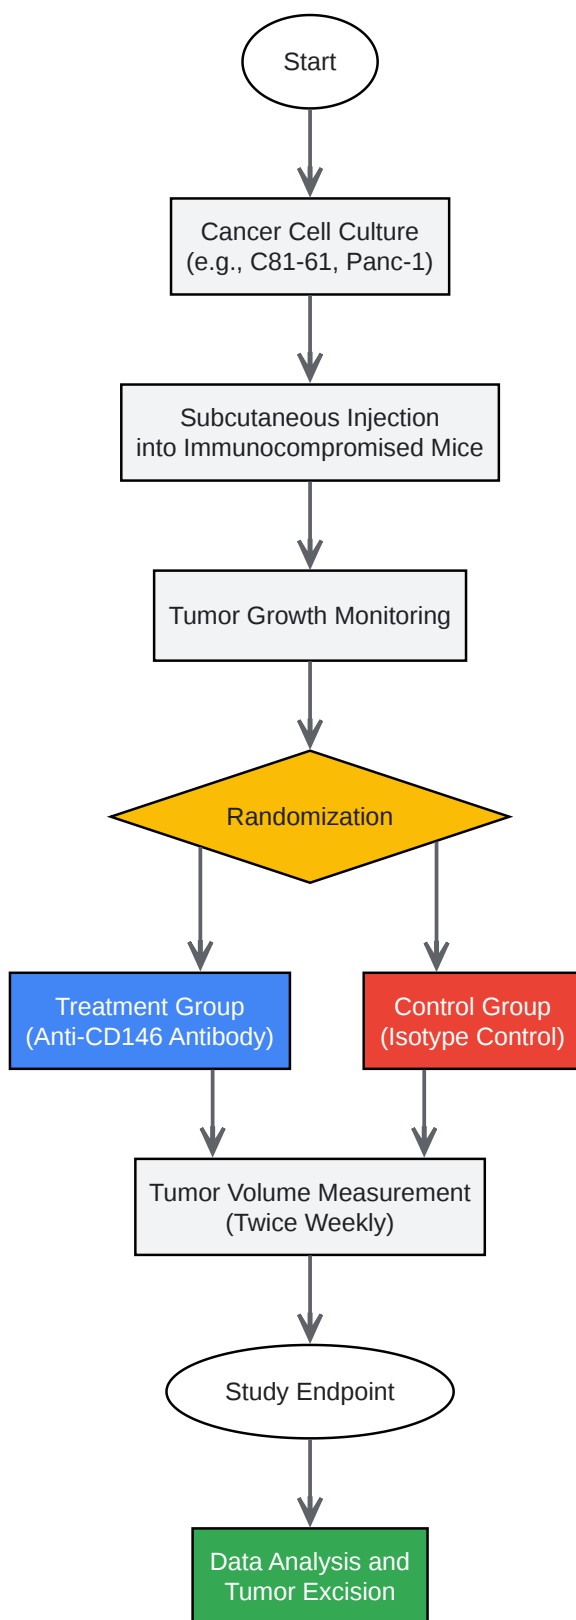 Start
Cancer Cell Culture
(e.g., C81-61, Panc-1)
Subcutaneous Injection
into Immunocompromised Mice
Tumor Growth Monitoring
Randomization
Treatment Group
(Anti-CD146 Antibody)
Control Group
(Isotype Control)
Tumor Volume Measurement
(Twice Weekly)
Study Endpoint
Data Analysis and
Tumor Excision